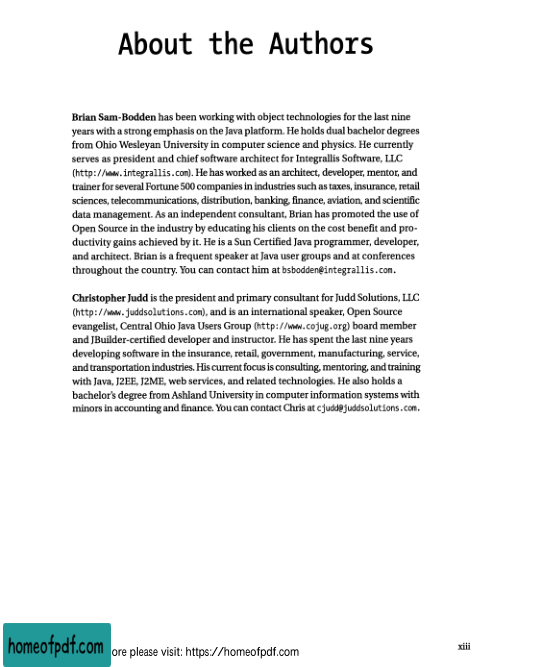 About the Authors
Brian Sam-Bodden has been working with object technologies for the last nine
years with a strong emphasis on the Java platform. He holds dual bachelor degrees
from Ohio Wesleyan University in computer science and physics. He currently
serves as president and chief software architect for Integrallis Software, LLC
(http://www.integrallis.com). He has worked as an architect, developer, mentor, and
trainer for several Fortune 500 companies in industries such as taxes, insurance, retail
sciences, telecommunications, distribution, banking, finance, aviation, and scientific
data management. As an independent consultant, Brian has promoted the use of
Open Source in the industry by educating his clients on the cost benefit and pro-
ductivity gains achieved by it. He is a Sun Certified Java programmer, developer,
and architect. Brian is a frequent speaker at Java user groups and at conferences
throughout the country. You can contact him at bsbodden@integrallis.com.
Christopher Judd is the president and primary consultant for Judd Solutions, LLC
(http://www.juddsolutions.com), and is an international speaker, Open Source
evangelist, Central Ohio Java Users Group (http://www.cojug.org) board member
and JBuilder-certified developer and instructor. He has spent the last nine years
developing software in the insurance, retail, government, manufacturing, service,
and transportation industries. His current focus is consulting, mentoring, and training
with Java, J2EE, J2ME, web services, and related technologies. He also holds a
bachelor's degree from Ashland University in computer information systems with
minors in accounting and finance. You can contact Chris at cjudd@juddsolutions.com.
xiii
homeofpdf.com
ore please visit: https://homeofpdf.com